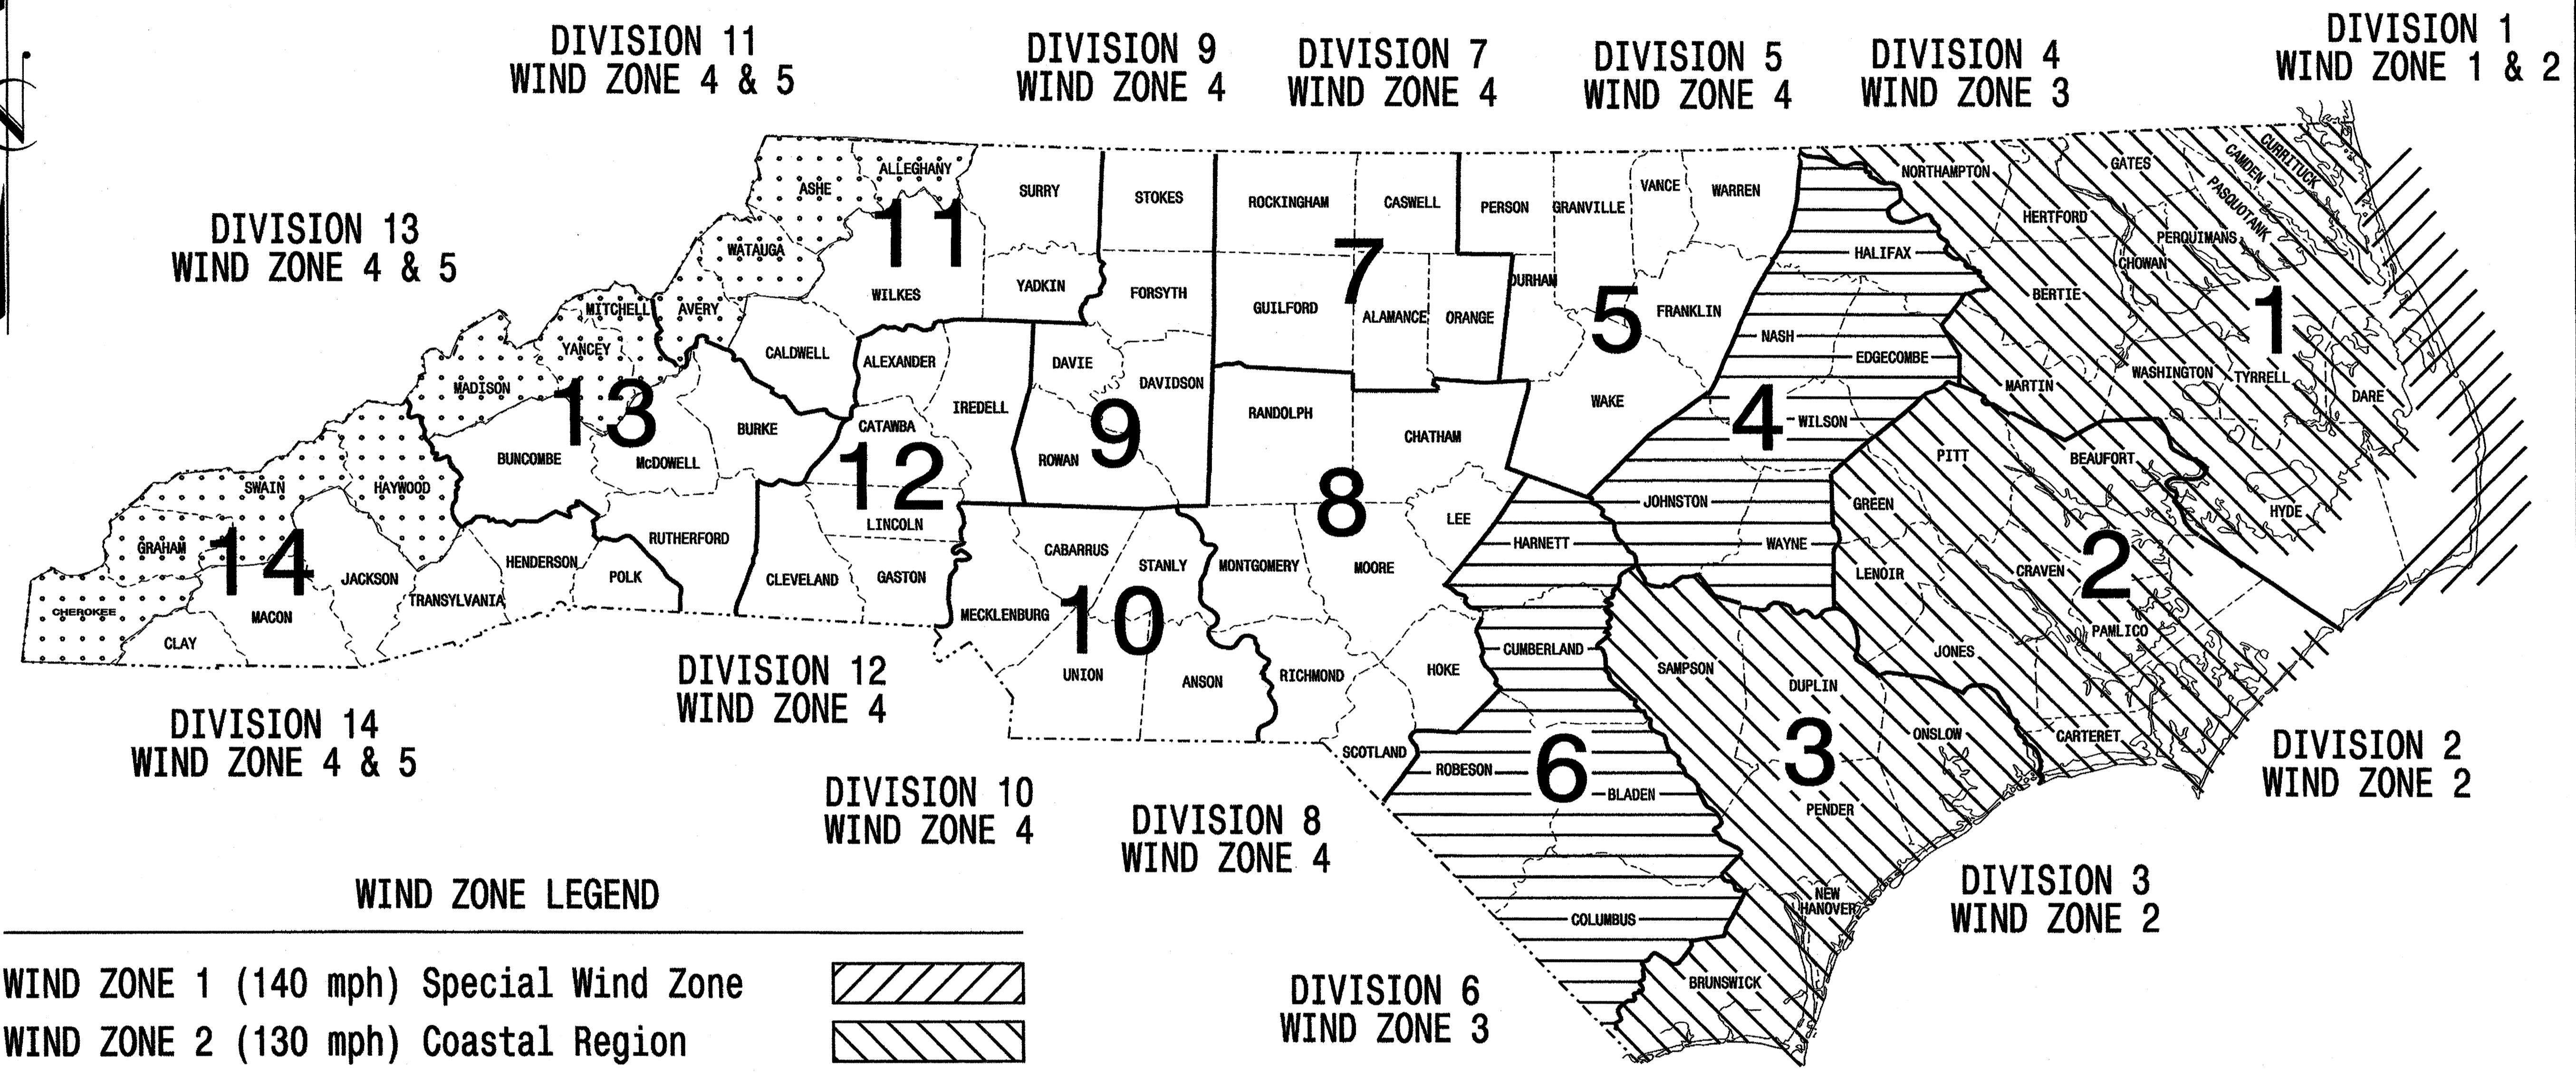 DIVISION 11
WIND ZONE 4 & 5
DIVISION 9
WIND ZONE 4
DIVISION 7
WIND ZONE 4
DIVISION 5
WIND ZONE 4
DIVISION 4
WIND ZONE 3
DIVISION 1
WIND ZONE 1 & 2
DIVISION 13
WIND ZONE 4 & 5
ASHE
ALLEGHANY
SURRY
STOKES
ROCKINGHAM
CASWELL
PERSON
GRANVILLE
VANCE
WARREN
NORTHAMPTON
GATES
CAMDEN
CURRITUCK
PASQUOTANK
HERTFORD
PERQUIMANS
CHOWAN
HALIFAX
BERTIE
11
WATAUGA
WILKES
YADKIN
FORSYTH
7
GUILFORD
ALAMANCE
ORANGE
DURHAM
5
FRANKLIN
1
MITCHELL
AVERY
YANCEY
CALDWELL
ALEXANDER
DAVIE
DAVIDSON
NASH
EDGECOMBE
MARTIN
WASHINGTON
TYRRELL
DARE
MADISON
13
BURKE
CATAWBA
IREDELL
9
RANDOLPH
CHATHAM
WAKE
4
WILSON
BUNCOMBE
McDOWELL
12
ROWAN
PITT
BEAUFORT
SWAIN
HAYWOOD
LINCOLN
8
LEE
JOHNSTON
GREEN
HYDE
GRAHAM
14
JACKSON
HENDERSON
RUTHERFORD
POLK
CLEVELAND
GASTON
CABARRUS
STANLY
MONTGOMERY
MOORE
HARNETT
WAYNE
LENOIR
CRAVEN
2
CHEROKEE
MACON
TRANSYLVANIA
CLAY
MECKLENBURG
10
PAMLICO
UNION
ANSON
RICHMOND
HOKE
CUMBERLAND
SAMPSON
DUPLIN
JONES
DIVISION 12
WIND ZONE 4
SCOTLAND
ROBESON
6
BLADEN
3
ONSLOW
CARTERET
PENDER
DIVISION 14
WIND ZONE 4 & 5
DIVISION 2
WIND ZONE 2
DIVISION 10
WIND ZONE 4
DIVISION 8
WIND ZONE 4
COLUMBUS
NEW
HANOVER
BRUNSWICK
DIVISION 3
WIND ZONE 2
DIVISION 6
WIND ZONE 3
WIND ZONE LEGEND
WIND ZONE 1 (140 mph) Special Wind Zone
WIND ZONE 2 (130 mph) Coastal Region